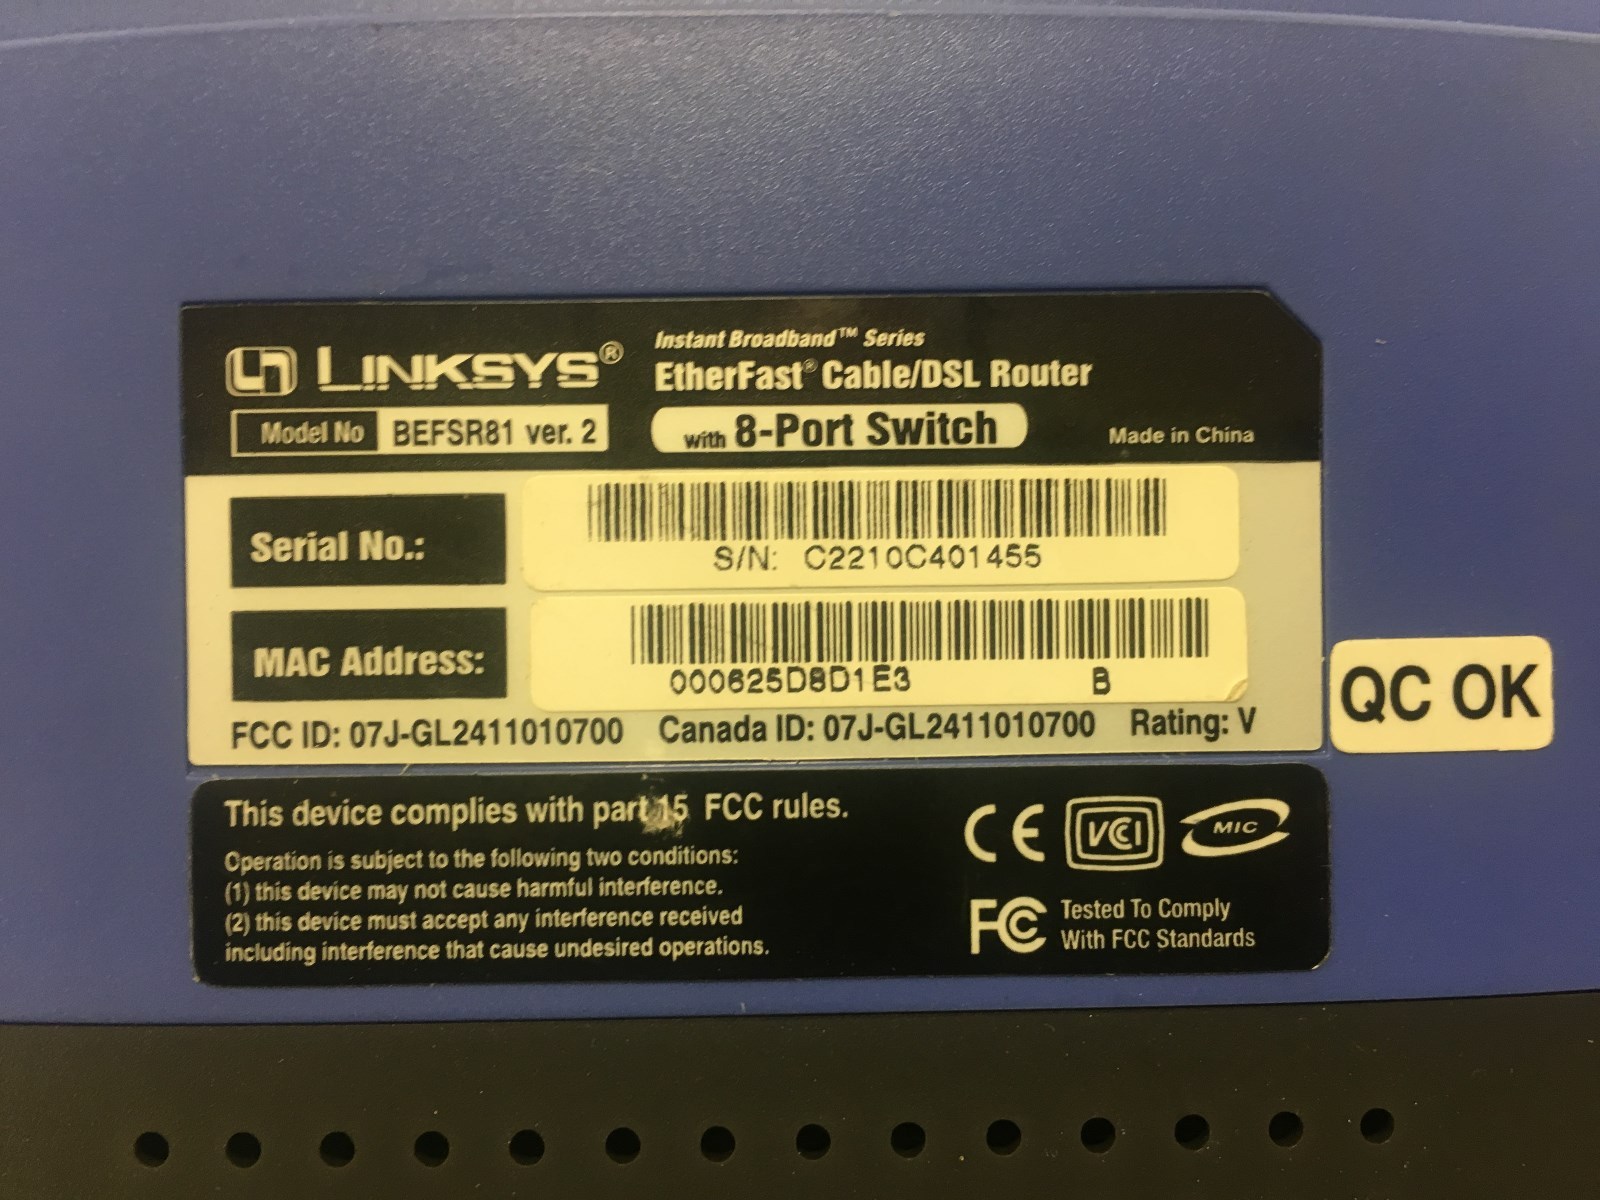 LINKSYS®
Instant Broadband™ Series
EtherFast® Cable/DSL Router
Model No BEFSR81 ver. 2
with 8-Port Switch
Made in China
Serial No.:
S/N: C2210C401455
MAC Address:
000625D8D1E3 B
FCC ID: 07J-GL2411010700 Canada ID: 07J-GL2411010700 Rating: V
QC OK
This device complies with part 15 FCC rules.
Operation is subject to the following two conditions:
(1) this device may not cause harmful interference.
(2) this device must accept any interference received
including interference that cause undesired operations.
CE VCI MIC
FC Tested To Comply
With FCC Standards